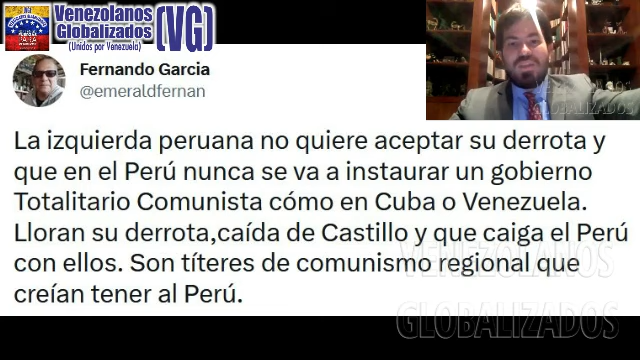 Venezolanos
Globalizados
(Unidos por Venezuela)
(VG)
Fernando Garcia
@emeraldfernan
La izquierda peruana no quiere aceptar su derrota y
que en el Perú nunca se va a instaurar un gobierno
Totalitario Comunista cómo en Cuba o Venezuela.
Lloran su derrota,caída de Castillo y que caiga el Perú
con ellos. Son títeres de comunismo regional que
creían tener al Perú.
VENEZOLANOS
GLOBALIZADOS